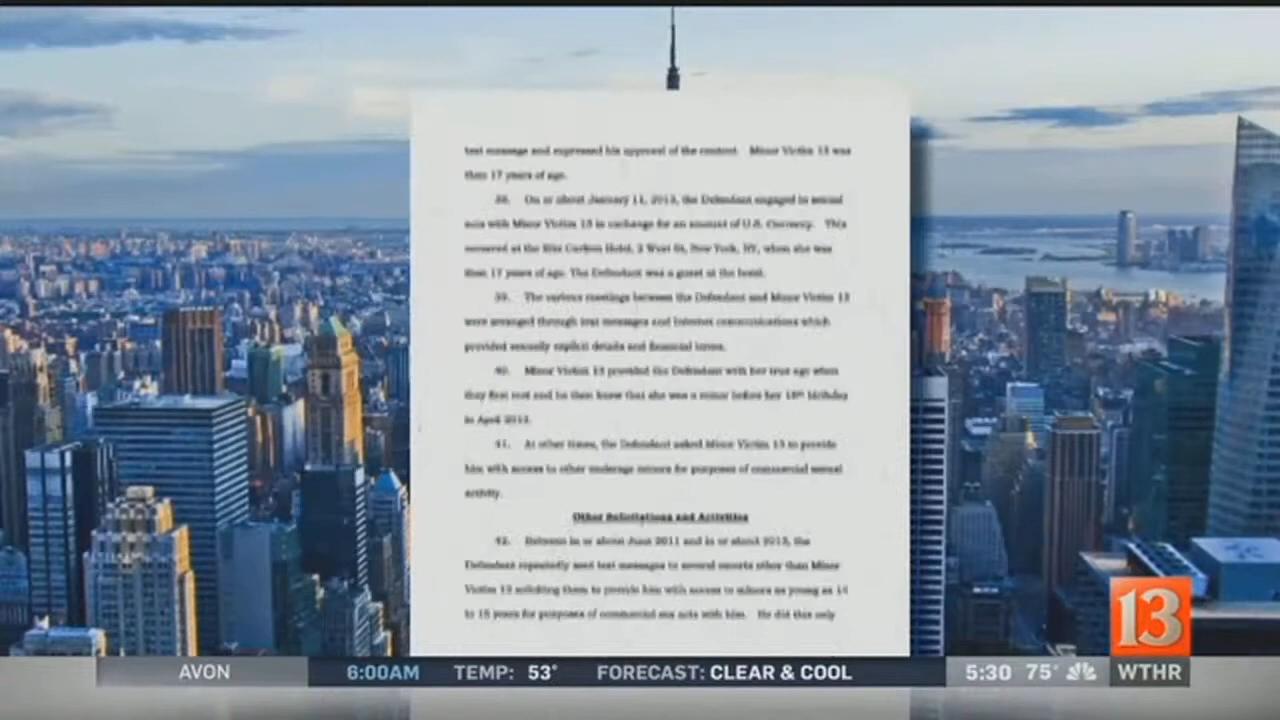 text message and expressed his approval of the content. Minor Victim 13 was
then 17 years of age.
38. On or about January 11, 2013, the Defendant engaged in sexual
acts with Minor Victim 13 in exchange for an amount of U.S. Currency. This
occurred at the Ritz Carlton Hotel, 2 West St, New York, NY, when she was
then 17 years of age. The Defendant was a guest at the hotel.
39. The various meetings between the Defendant and Minor Victim 13
were arranged through text messages and Internet communications which
provided sexually explicit details and financial terms.
40. Minor Victim 13 provided the Defendant with her true age when
they first met and he then knew that she was a minor before her 18th birthday
in April 2013.
41. At other times, the Defendant asked Minor Victim 13 to provide
him with access to other underage minors for purposes of commercial sexual
activity.
Other Solicitations and Activities
42. Between in or about June 2011 and in or about 2013, the
Defendant repeatedly sent text messages to several escorts other than Minor
Victim 13 soliciting them to provide him with access to minors as young as 14
to 15 years for purposes of commercial sex acts with him. He did this only
13
AVON 6:00AM TEMP: 53° FORECAST: CLEAR & COOL 5:30 75° WTHR